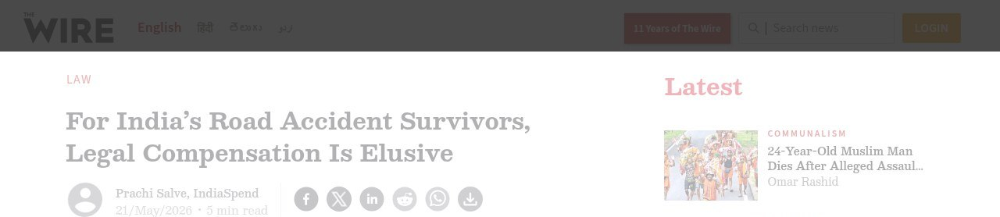 THE
WIRE
English हिंदी తెలుగు اردو
11 Years of The Wire
Search news
LOGIN
LAW
For India’s Road Accident Survivors,
Legal Compensation Is Elusive
Prachi Salve, IndiaSpend
21/May/2026 • 5 min read
Latest
COMMUNALISM
24-Year-Old Muslim Man
Dies After Alleged Assaul...
Omar Rashid